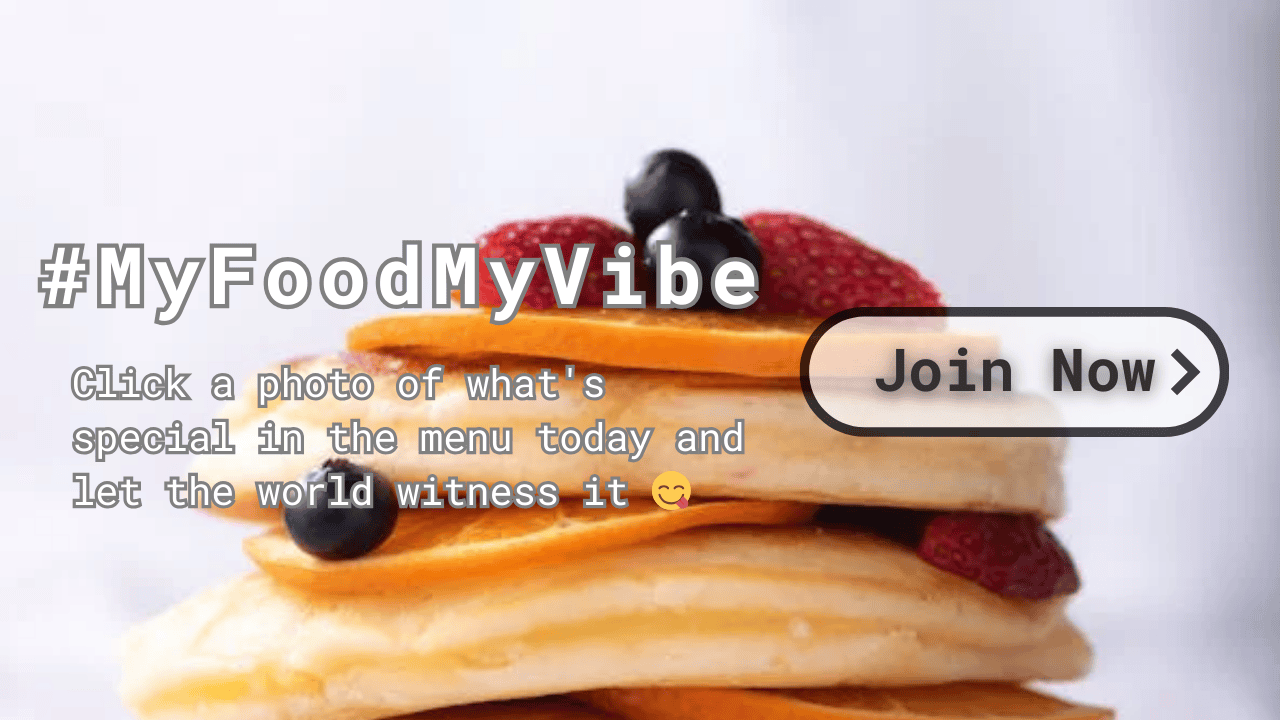 #MyFoodMyVibe
Click a photo of what's
special in the menu today and
let the world witness it 😋
Join Now